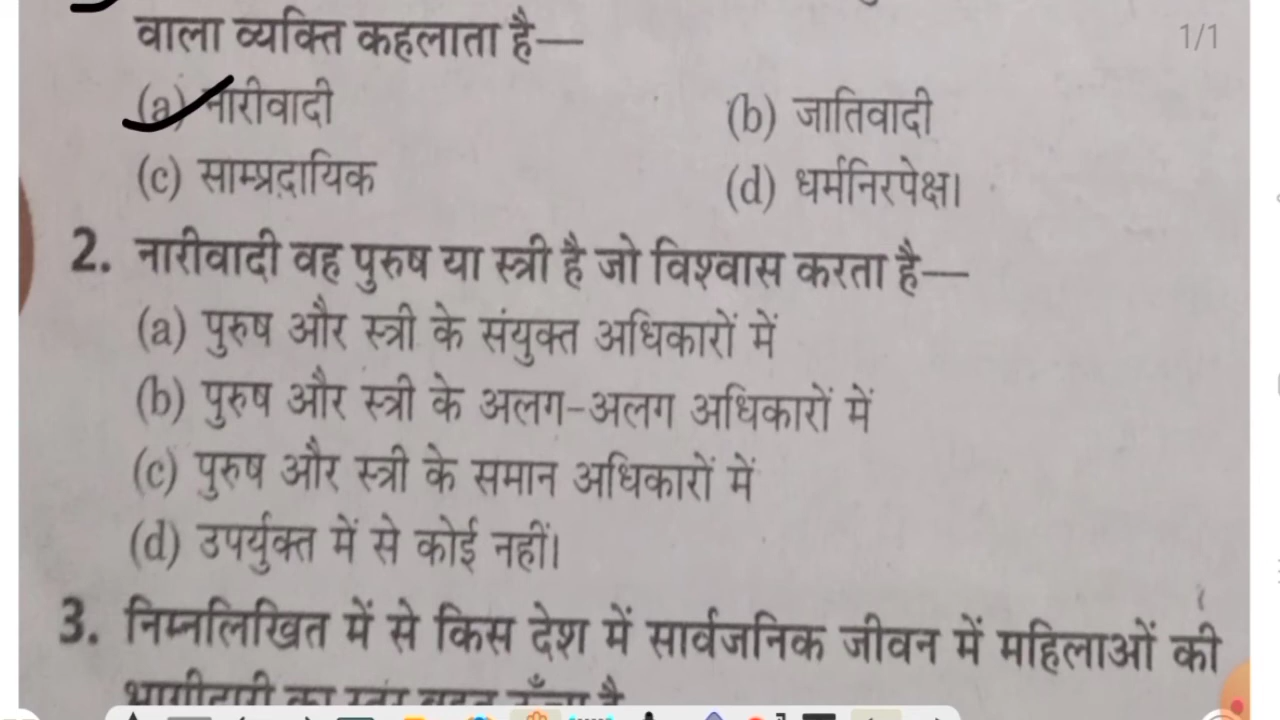 वाला व्यक्ति कहलाता है—
1/1
(a) नारीवादी (b) जातिवादी
(c) साम्प्रदायिक (d) धर्मनिरपेक्ष।
2. नारीवादी वह पुरुष या स्त्री है जो विश्वास करता है—
(a) पुरुष और स्त्री के संयुक्त अधिकारों में
(b) पुरुष और स्त्री के अलग-अलग अधिकारों में
(c) पुरुष और स्त्री के समान अधिकारों में
(d) उपर्युक्त में से कोई नहीं।
3. निम्नलिखित में से किस देश में सार्वजनिक जीवन में महिलाओं की